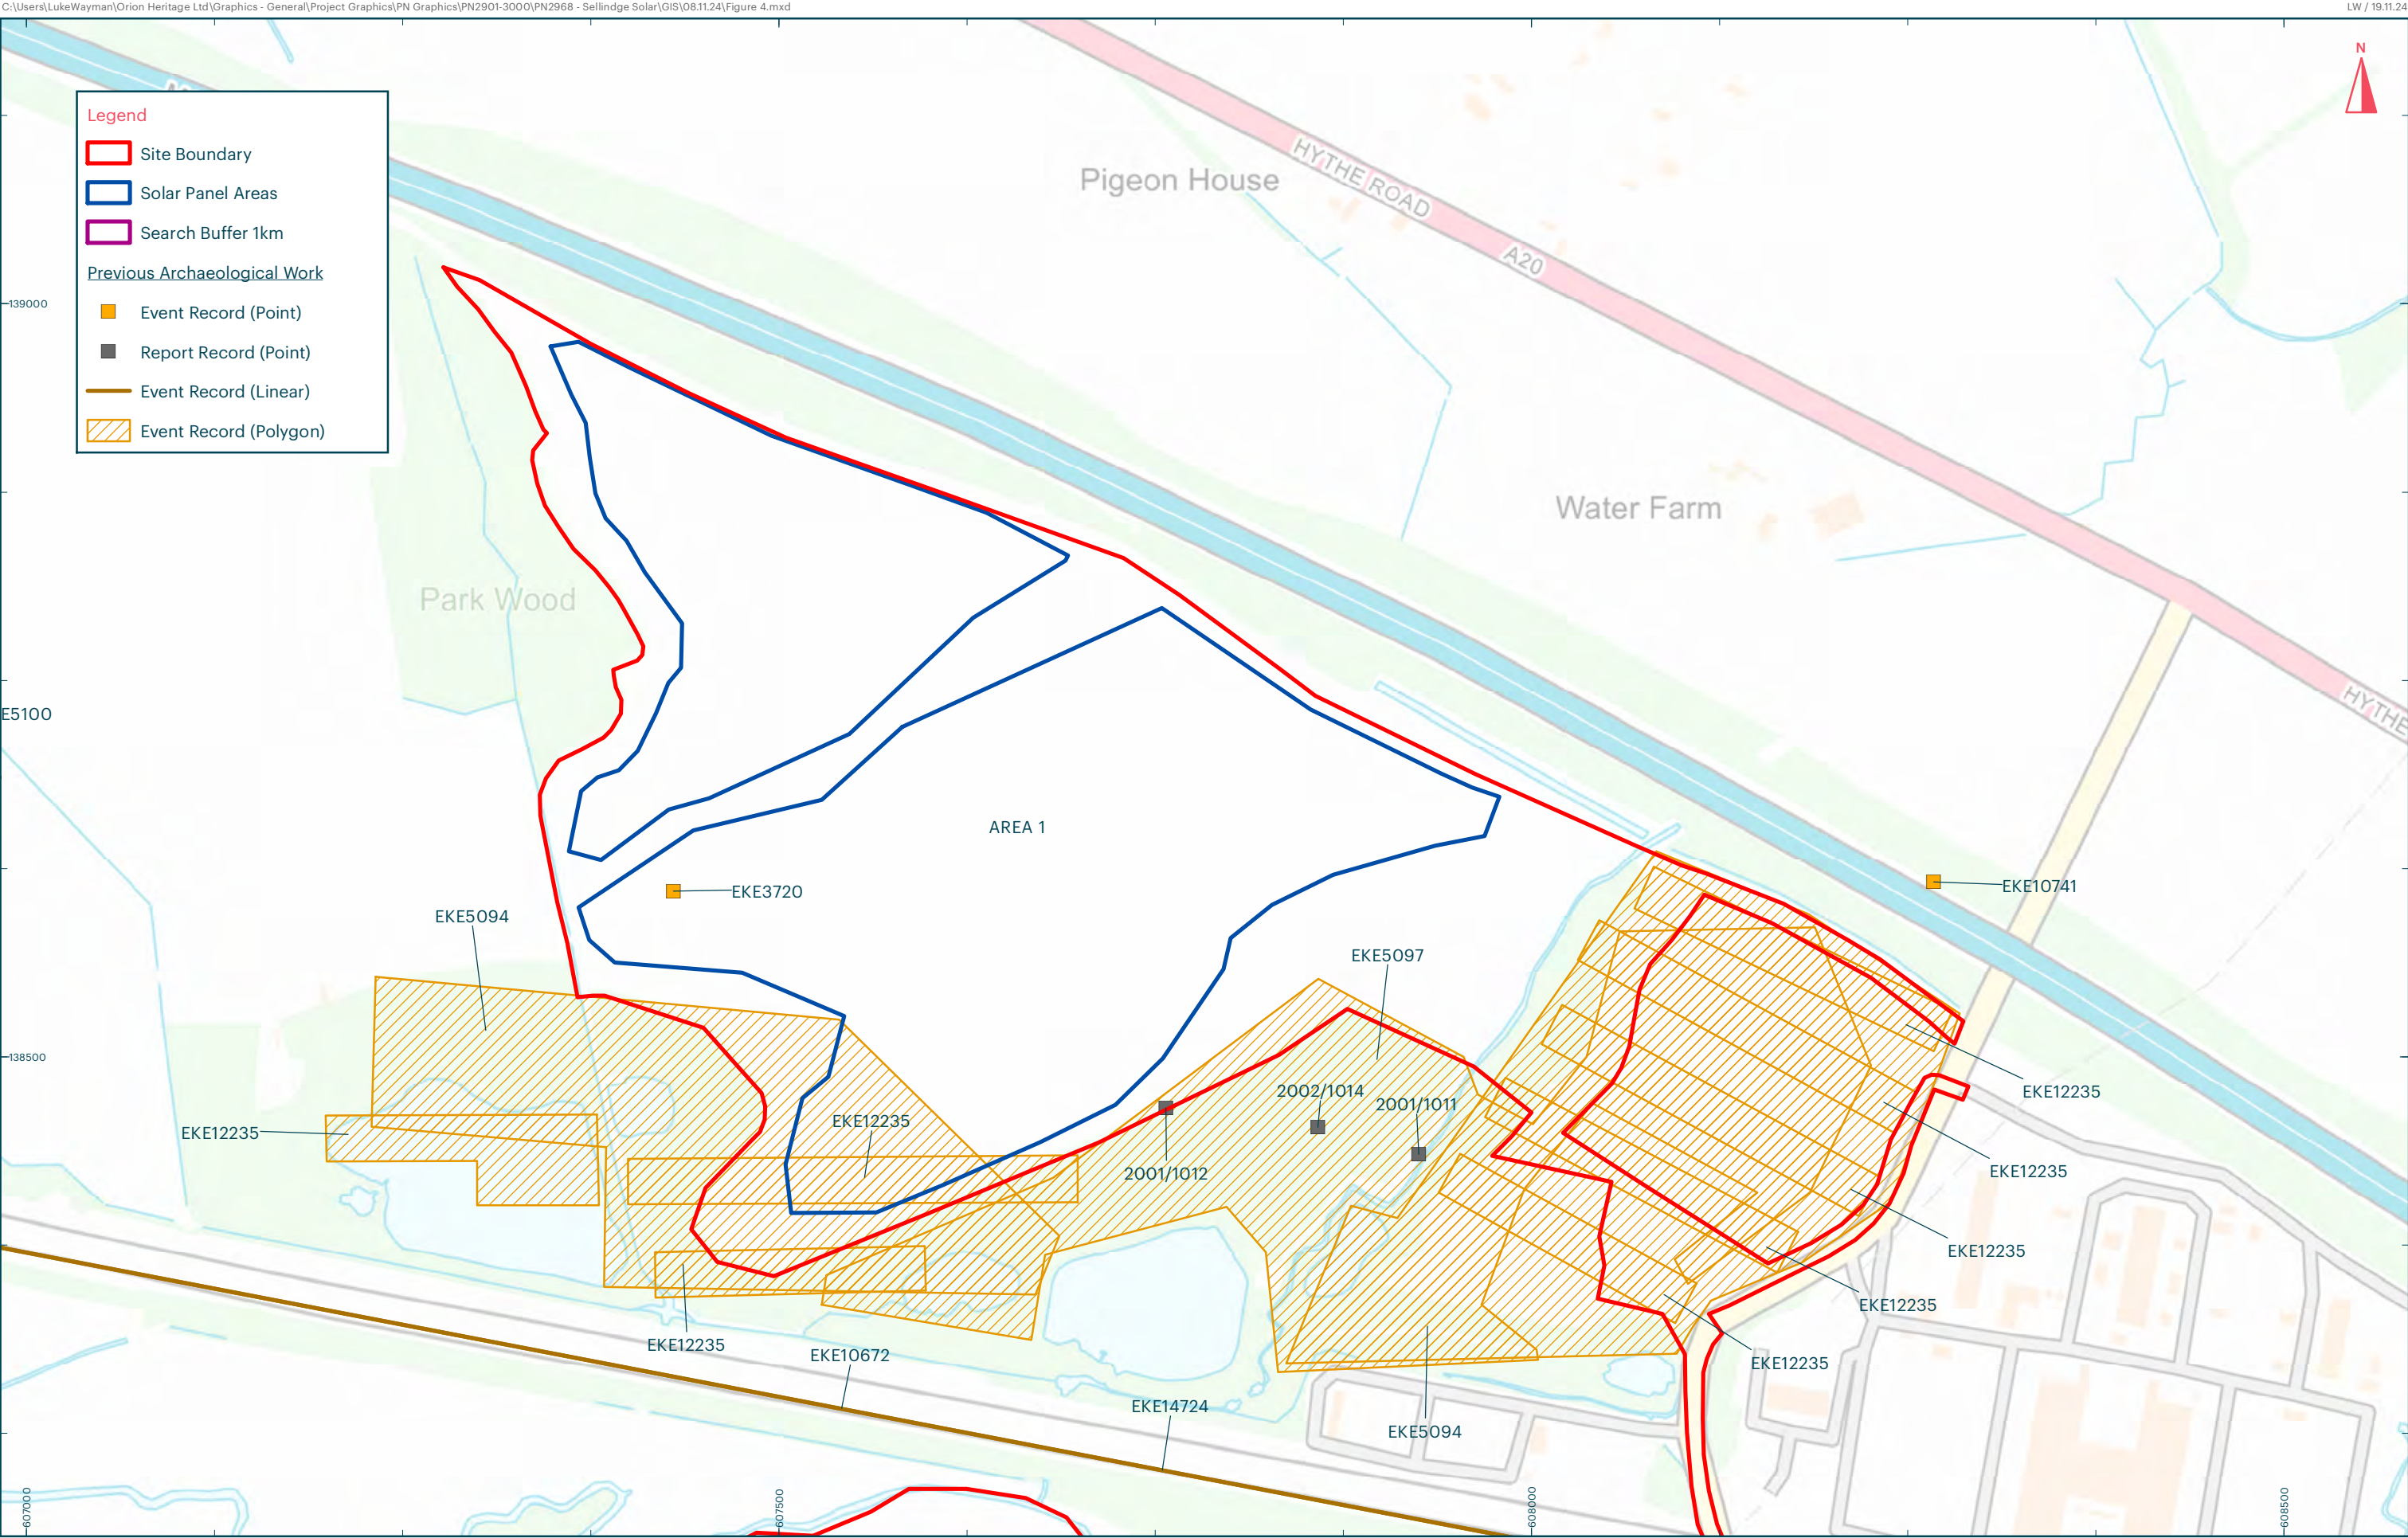 C:\Users\LukeWayman\Orion Heritage Ltd\Graphics - General\Project Graphics\PN Graphics\PN2901-3000\PN2968 - Sellindge Solar\GIS\08.11.24\Figure 4.mxd
LW / 19.11.24
N
Legend
Site Boundary
Solar Panel Areas
Search Buffer 1km
Previous Archaeological Work
Event Record (Point)
Report Record (Point)
Event Record (Linear)
Event Record (Polygon)
Pigeon House
HYTHE ROAD
A20
139000
Water Farm
Park Wood
HYTHE
E5100
AREA 1
EKE3720
EKE10741
EKE5094
EKE5097
138500
2002/1014
2001/1011
EKE12235
EKE12235
EKE12235
2001/1012
EKE12235
EKE12235
EKE12235
EKE12235
EKE12235
EKE10672
EKE14724
EKE5094
607000
607500
608000
608500